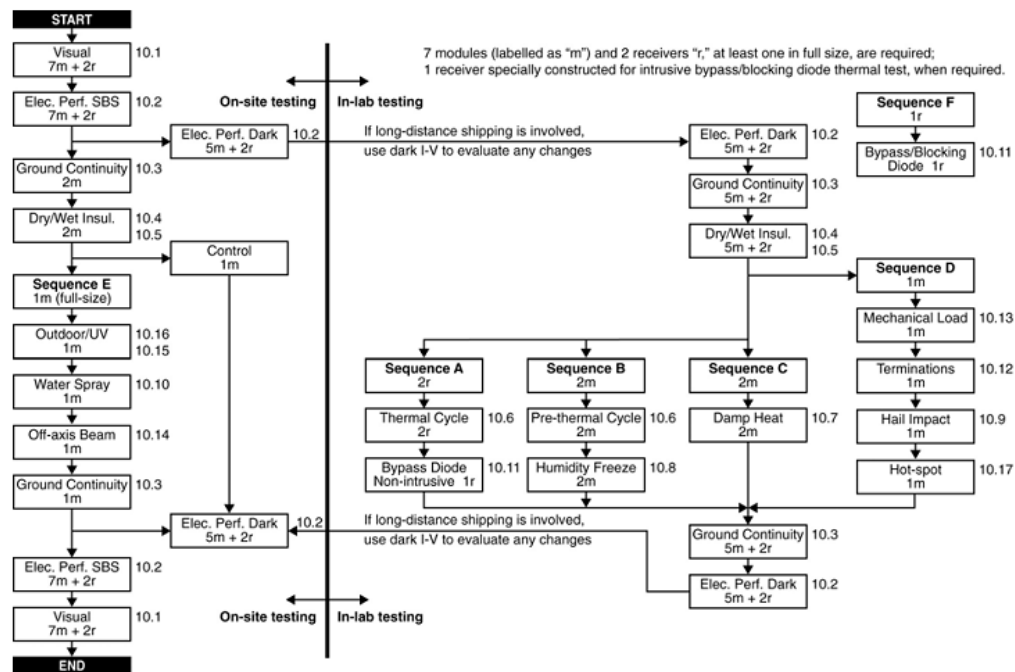 START
Visual
7m + 2r
10.1
Elec. Perf. SBS
7m + 2r
10.2
Elec. Perf. Dark
5m + 2r
10.2
Ground Continuity
2m
10.3
Dry/Wet Insul.
2m
10.4
10.5
Control
1m
Sequence E
1m (full-size)
Outdoor/UV
1m
10.16
10.15
Water Spray
1m
10.10
Off-axis Beam
1m
10.14
Ground Continuity
1m
10.3
Elec. Perf. Dark
5m + 2r
10.2
Elec. Perf. SBS
7m + 2r
10.2
Visual
7m + 2r
10.1
END
On-site testing
In-lab testing
7 modules (labelled as “m”) and 2 receivers “r,” at least one in full size, are required;
1 receiver specially constructed for intrusive bypass/blocking diode thermal test, when required.
If long-distance shipping is involved,
use dark I-V to evaluate any changes
Elec. Perf. Dark
5m + 2r
10.2
Ground Continuity
5m + 2r
10.3
Dry/Wet Insul.
5m + 2r
10.4
10.5
Sequence F
1r
Bypass/Blocking
Diode 1r
10.11
Sequence A
2r
Thermal Cycle
2r
10.6
Bypass Diode
Non-intrusive 1r
10.11
Sequence B
2m
Pre-thermal Cycle
2m
10.6
Humidity Freeze
2m
10.8
Sequence C
2m
Damp Heat
2m
10.7
Sequence D
1m
Mechanical Load
1m
10.13
Terminations
1m
10.12
Hail Impact
1m
10.9
Hot-spot
1m
10.17
Ground Continuity
5m + 2r
10.3
Elec. Perf. Dark
5m + 2r
10.2
If long-distance shipping is involved,
use dark I-V to evaluate any changes
On-site testing
In-lab testing